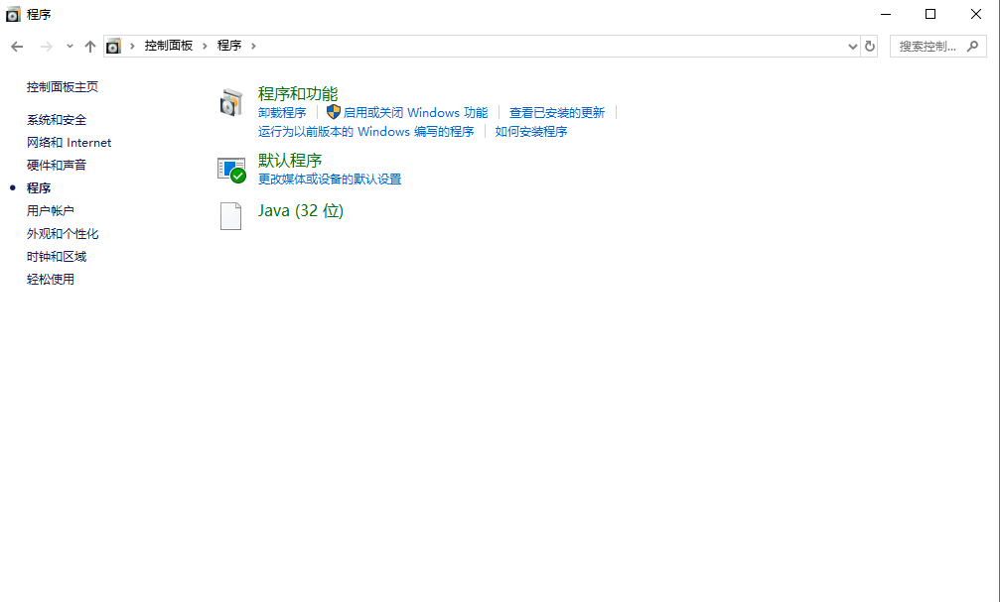 程序
控制面板 程序 搜索控制...
控制面板主页
系统和安全
网络和 Internet
硬件和声音
程序
用户帐户
外观和个性化
时钟和区域
轻松使用
程序和功能
卸载程序 启用或关闭 Windows 功能 查看已安装的更新
运行为以前版本的 Windows 编写的程序 如何安装程序
默认程序
更改媒体或设备的默认设置
Java (32 位)